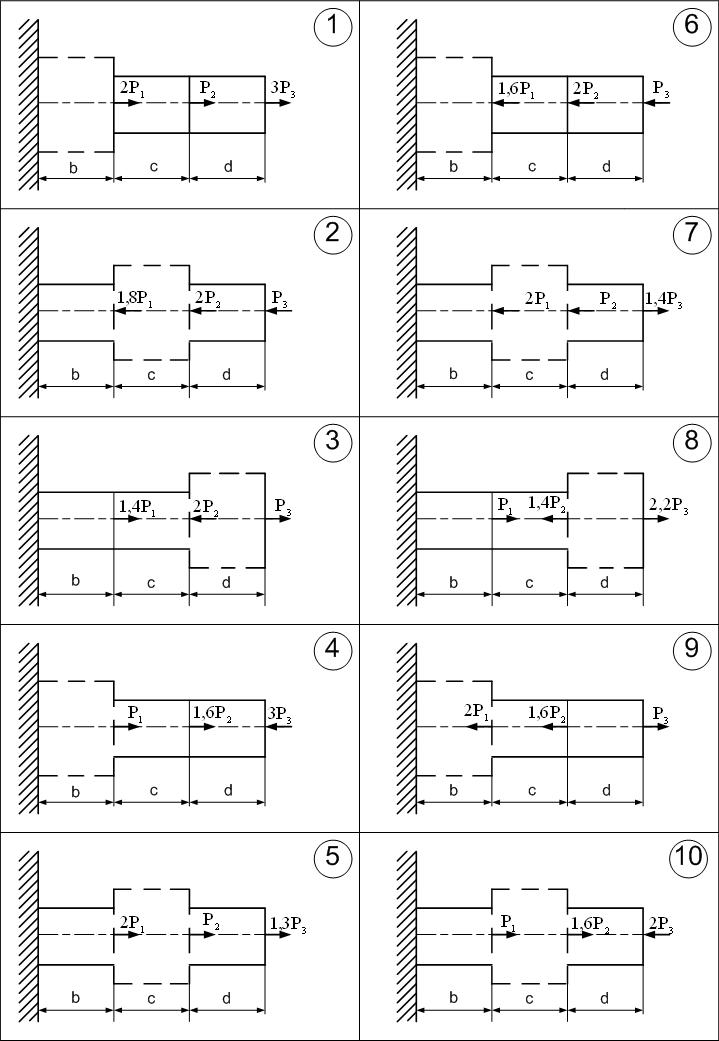 1
2P₁ P₂ 3P₃
b c d
6
1,6P₁ 2P₂ P₃
b c d
2
1,8P₁ 2P₂ P₃
b c d
7
2P₁ P₂ 1,4P₃
b c d
3
1,4P₁ 2P₂ P₃
b c d
8
P₁ 1,4P₂ 2,2P₃
b c d
4
P₁ 1,6P₂ 3P₃
b c d
9
2P₁ 1,6P₂ P₃
b c d
5
2P₁ P₂ 1,3P₃
b c d
10
P₁ 1,6P₂ 2P₃
b c d